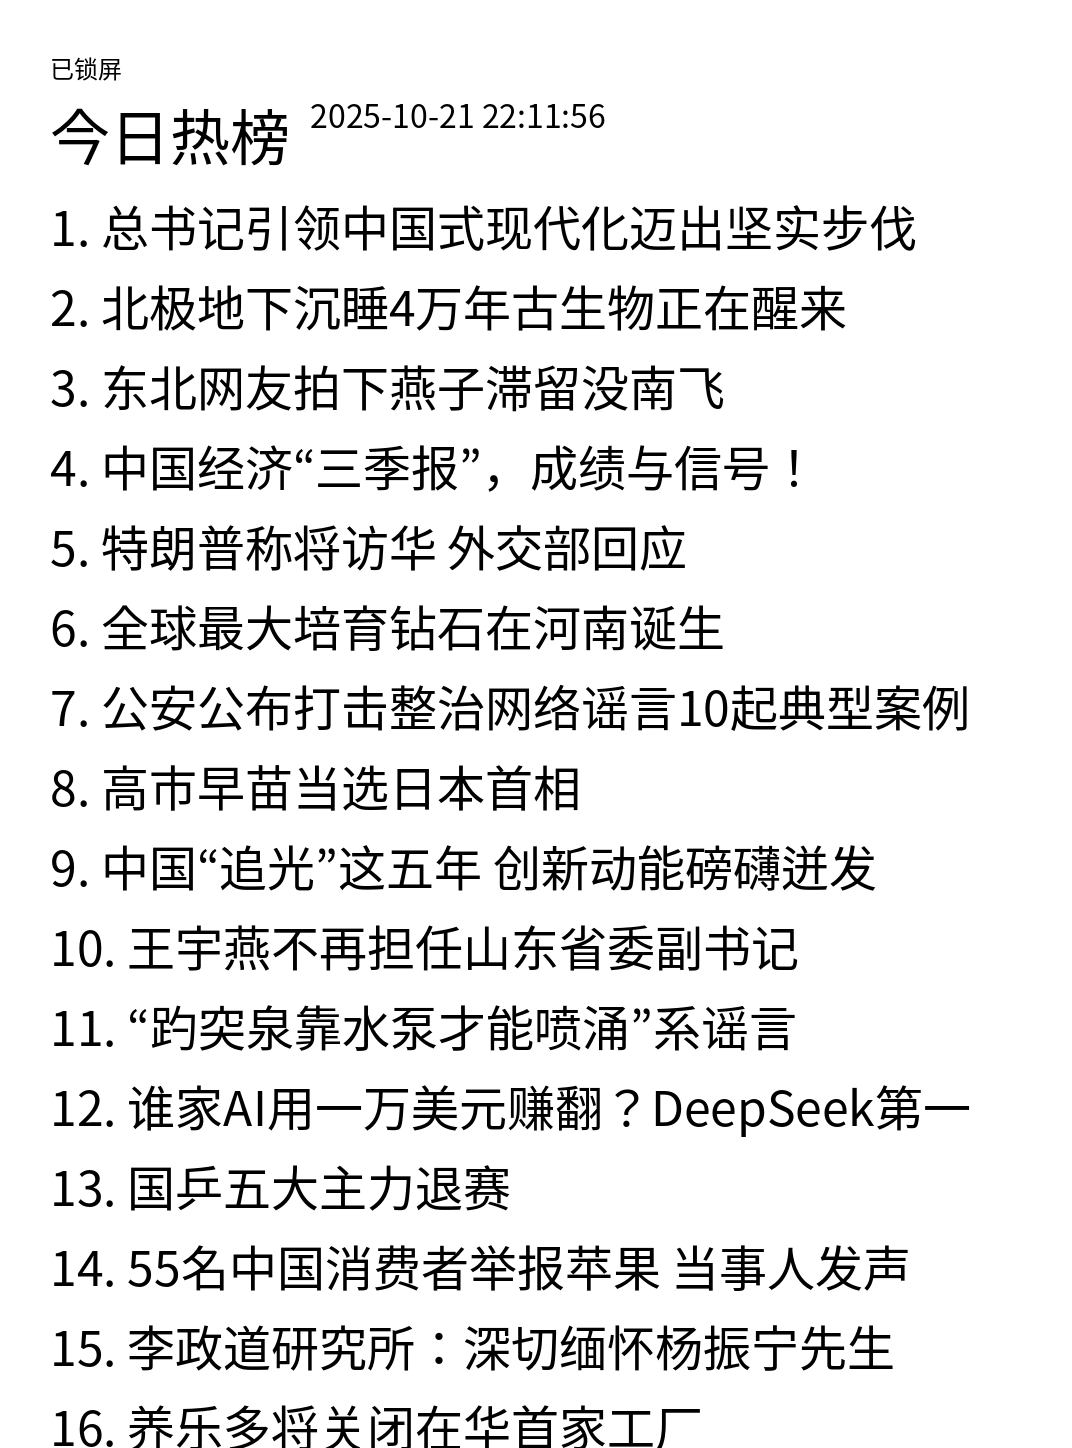 已锁屏
今日热榜 2025-10-21 22:11:56
1. 总书记引领中国式现代化迈出坚实步伐
2. 北极地下沉睡4万年古生物正在醒来
3. 东北网友拍下燕子滞留没南飞
4. 中国经济“三季报”，成绩与信号！
5. 特朗普称将访华 外交部回应
6. 全球最大培育钻石在河南诞生
7. 公安公布打击整治网络谣言10起典型案例
8. 高市早苗当选日本首相
9. 中国“追光”这五年 创新动能磅礴迸发
10. 王宇燕不再担任山东省委副书记
11. “趵突泉靠水泵才能喷涌”系谣言
12. 谁家AI用一万美元赚翻？DeepSeek第一
13. 国乒五大主力退赛
14. 55名中国消费者举报苹果 当事人发声
15. 李政道研究所：深切缅怀杨振宁先生
16. 养乐多将关闭在华首家工厂